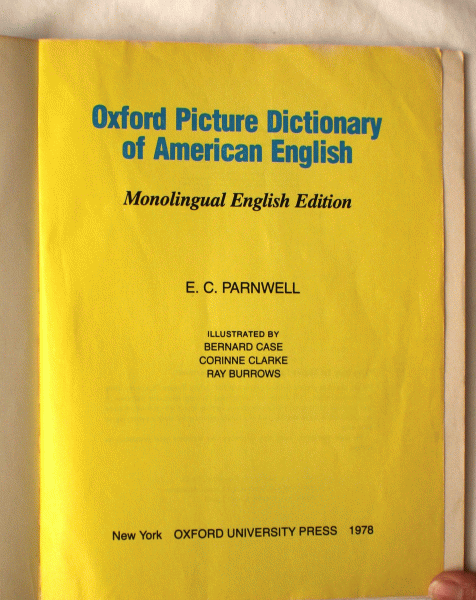 Oxford Picture Dictionary
of American English
Monolingual English Edition
E. C. PARNWELL
ILLUSTRATED BY
BERNARD CASE
CORINNE CLARKE
RAY BURROWS
New York OXFORD UNIVERSITY PRESS 1978